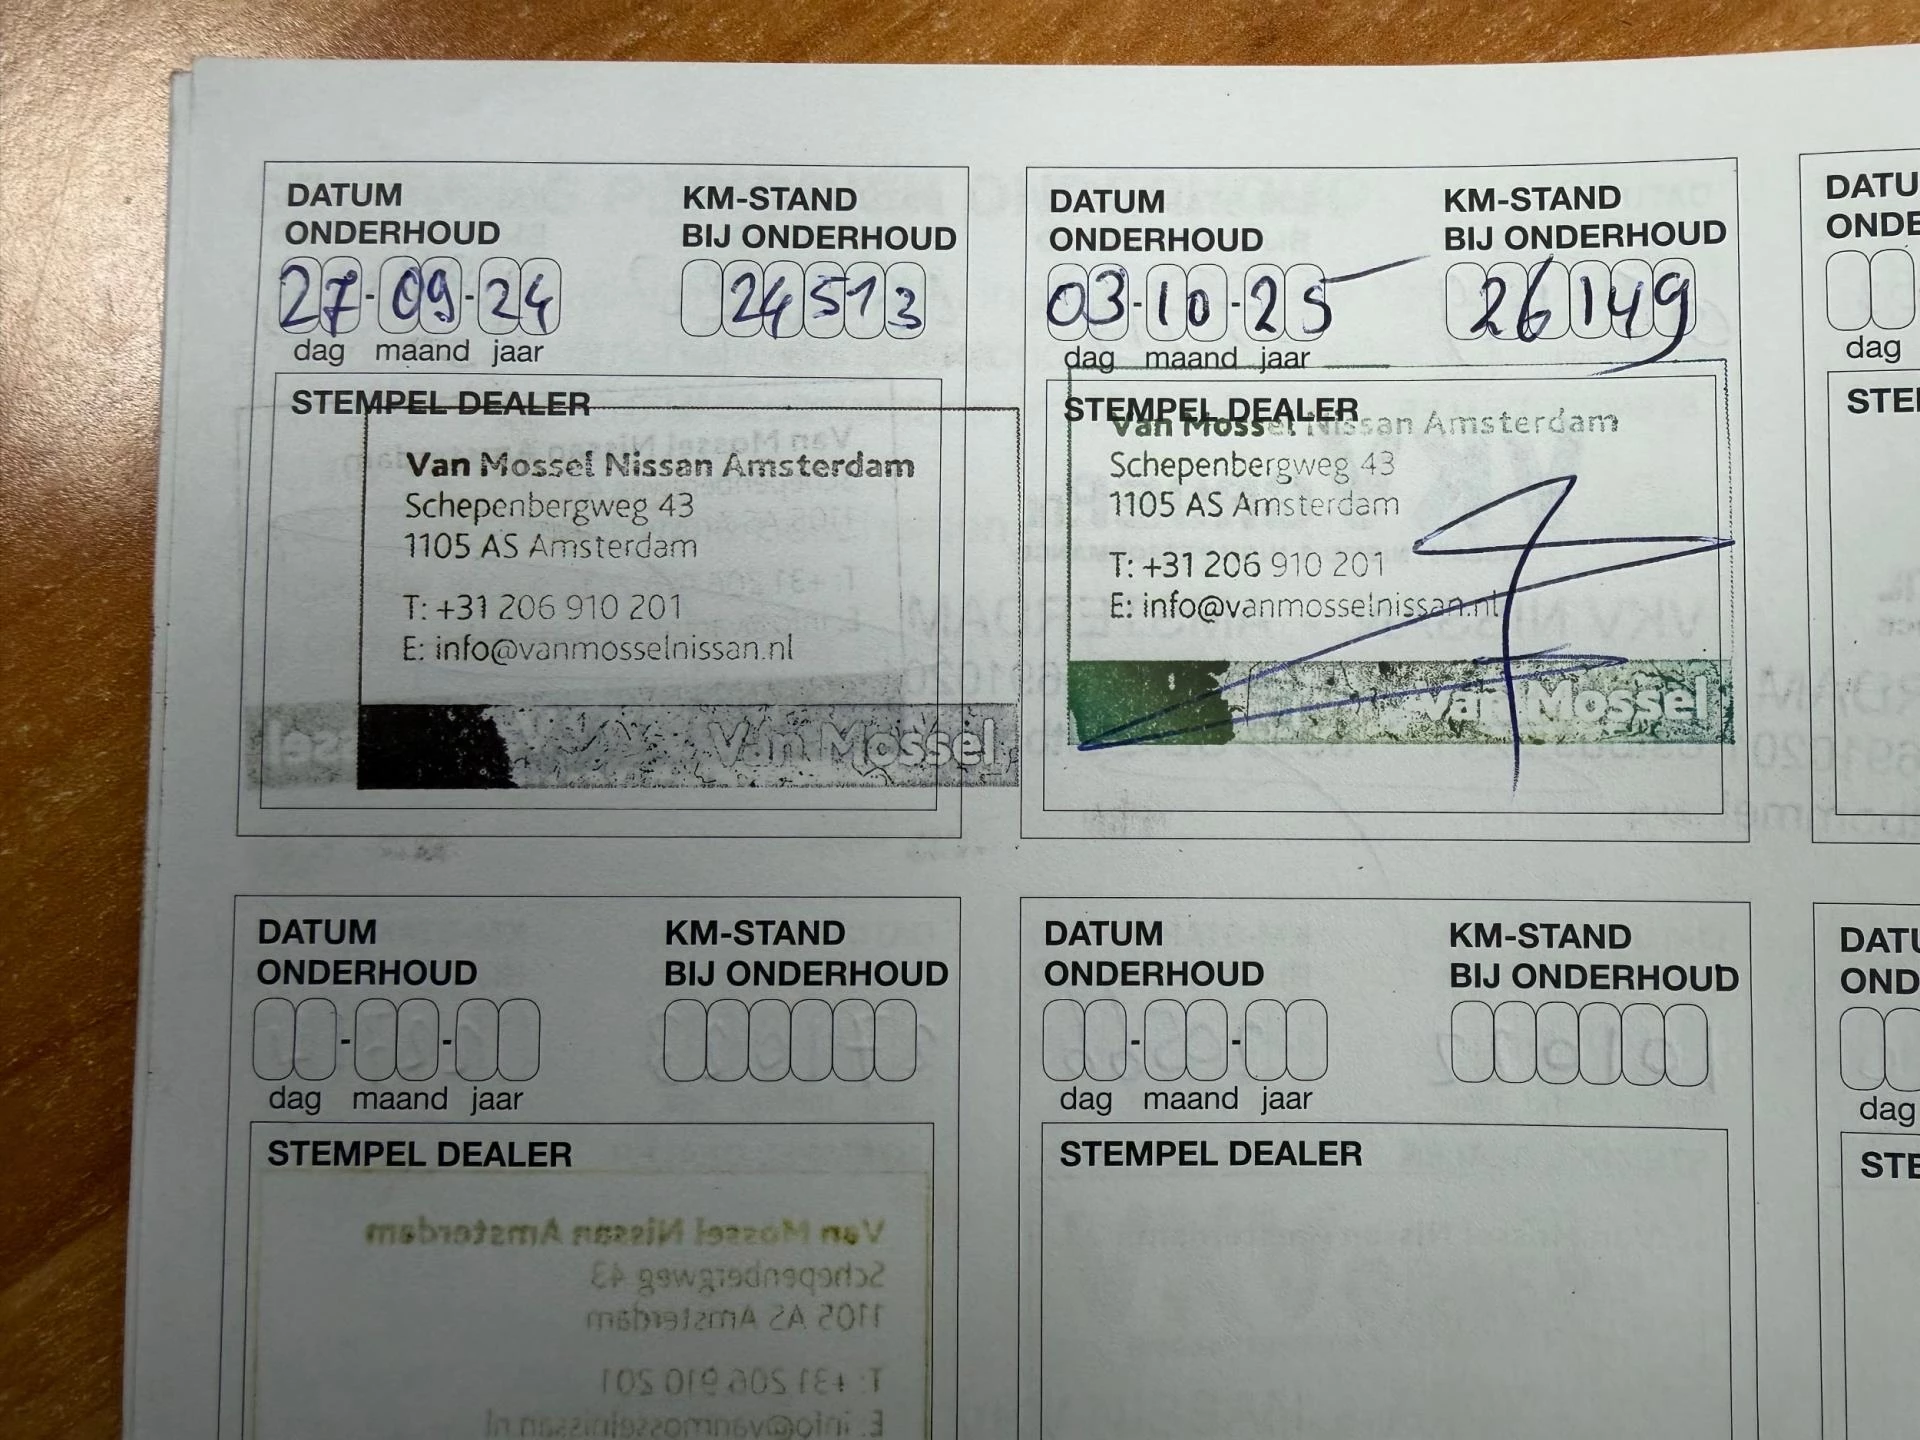 DATUM ONDERHOUD
KM-STAND BIJ ONDERHOUD
27-09-24
24513
dag maand jaar
STEMPEL DEALER
Van Mossel Nissan Amsterdam
Schepenbergweg 43
1105 AS Amsterdam
T: +31 206 910 201
E: info@vanmosselnissan.nl
Van Mossel
DATUM ONDERHOUD
KM-STAND BIJ ONDERHOUD
03-10-25
26149
dag maand jaar
STEMPEL DEALER
Van Mossel Nissan Amsterdam
Schepenbergweg 43
1105 AS Amsterdam
T: +31 206 910 201
E: info@vanmosselnissan.nl
Van Mossel
dag
DATUM ONDERHOUD
KM-STAND BIJ ONDERHOUD
dag maand jaar
STEMPEL DEALER
Van Mossel Nissan Amsterdam
Schepenbergweg 43
1105 AS Amsterdam
T: +31 206 910 201
E: info@vanmosselnissan.nl
DATUM ONDERHOUD
KM-STAND BIJ ONDERHOUD
dag maand jaar
STEMPEL DEALER
dag